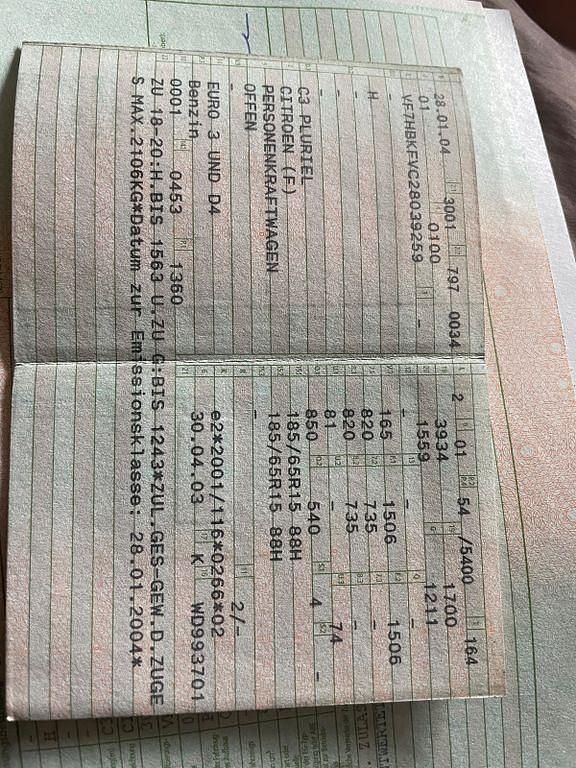 28.01.04 3001 797 0034
01 0100
VF7HBKFVC28039259 -
-
H
-
-
-
C3 PLURIEL
CITROEN (F)
PERSONENKRAFTWAGEN
OFFEN
-
EURO 3 UND D4
Benzin
0001 0453 1360
2 01 54 /5400 164
3934 1700
1559 1211
- -
165 1506 1506
820 735 -
820 735 -
81 - 74
850 540 4 -
185/65R15 88H
185/65R15 88H
-
2/-
e2*2001/116*0266*02
30.04.03 K WD993701
ZU 18-20:H.BIS 1563 U.ZU G:BIS 1243*ZUL.GES-GEW.D.ZUGE
S MAX.2106KG*Datum zur Emissionsklasse: 28.01.2004*